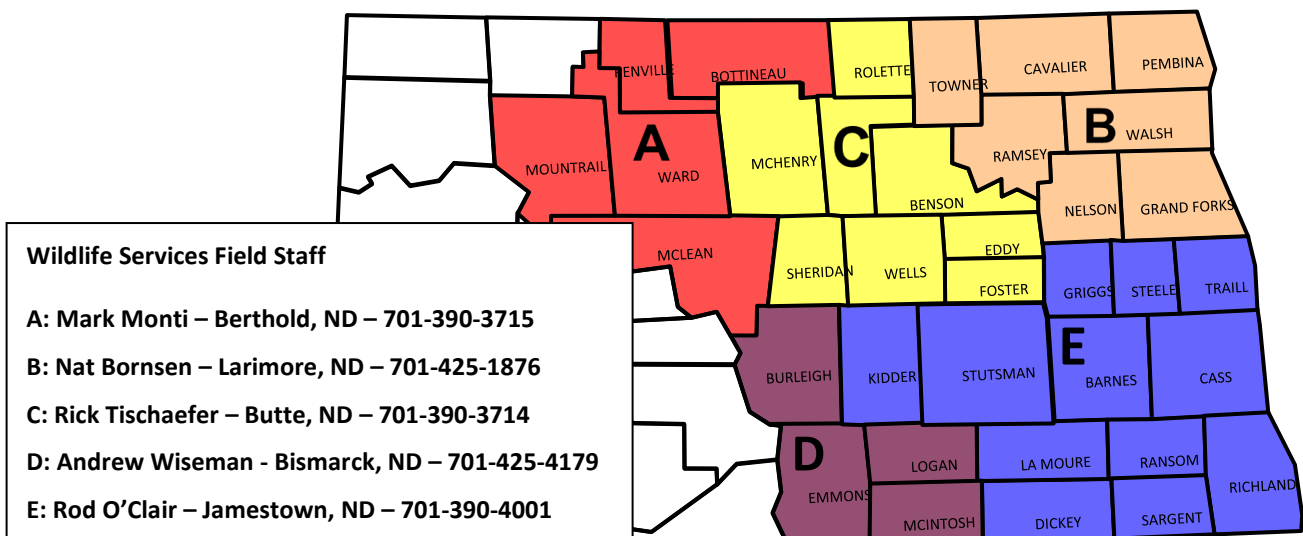 RENVILLE
BOTTINEAU
ROLETTE
TOWNER
CAVALIER
PEMBINA
A
C
B
WALSH
MOUNTRAIL
WARD
MCHENRY
RAMSEY
BENSON
NELSON
GRAND FORKS
MCLEAN
SHERIDAN
WELLS
EDDY
FOSTER
GRIGGS
STEELE
TRAILL
E
BURLEIGH
KIDDER
STUTSMAN
BARNES
CASS
D
EMMONS
LOGAN
LA MOURE
RANSOM
RICHLAND
MCINTOSH
DICKEY
SARGENT
Wildlife Services Field Staff
A: Mark Monti – Berthold, ND – 701-390-3715
B: Nat Bornsen – Larimore, ND – 701-425-1876
C: Rick Tischaefer – Butte, ND – 701-390-3714
D: Andrew Wiseman - Bismarck, ND – 701-425-4179
E: Rod O’Clair – Jamestown, ND – 701-390-4001